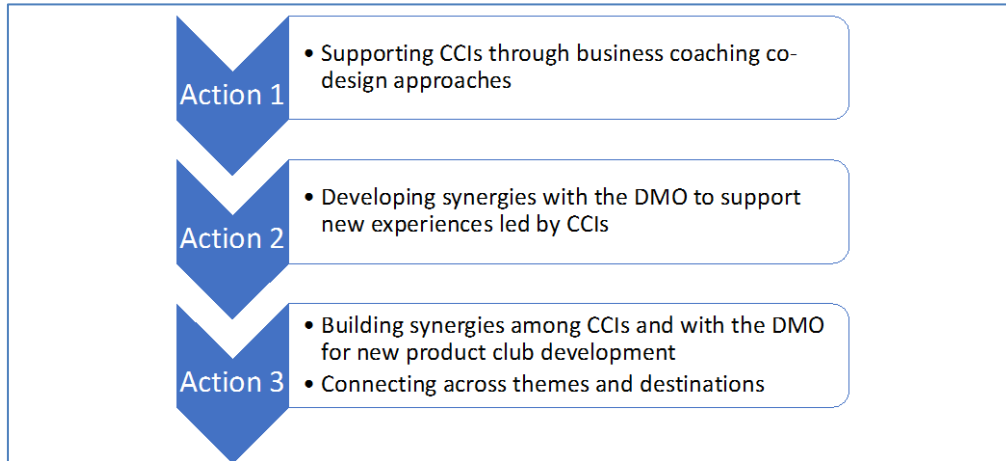 Action 1
• Supporting CCIs through business coaching co-
design approaches
Action 2
• Developing synergies with the DMO to support
new experiences led by CCIs
Action 3
• Building synergies among CCIs and with the DMO
for new product club development
• Connecting across themes and destinations